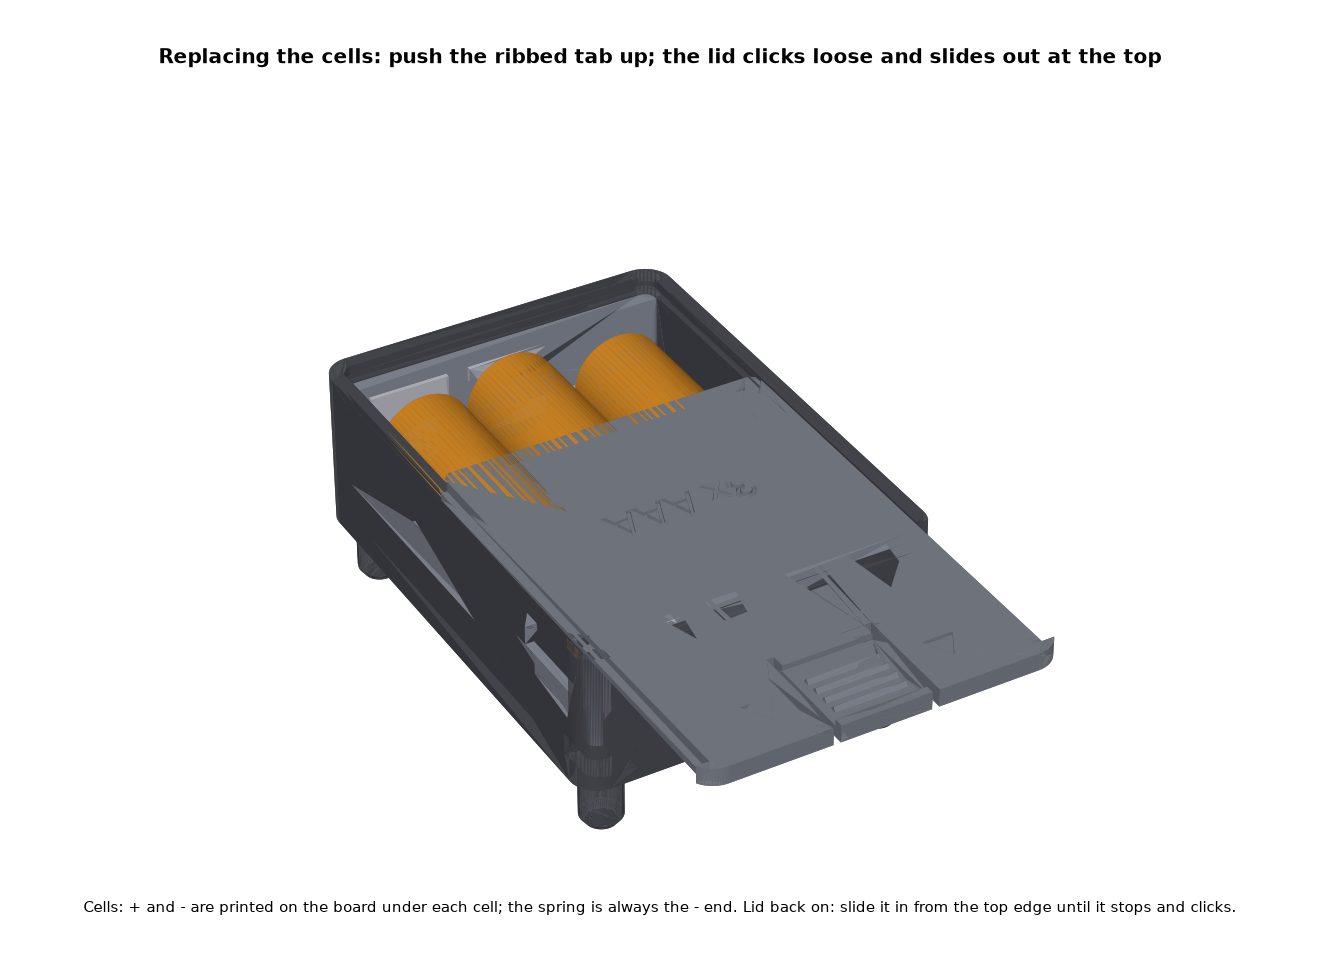 Replacing the cells: push the ribbed tab up; the lid clicks loose and slides out at the top
3x AAA
Cells: + and - are printed on the board under each cell; the spring is always the - end. Lid back on: slide it in from the top edge until it stops and clicks.